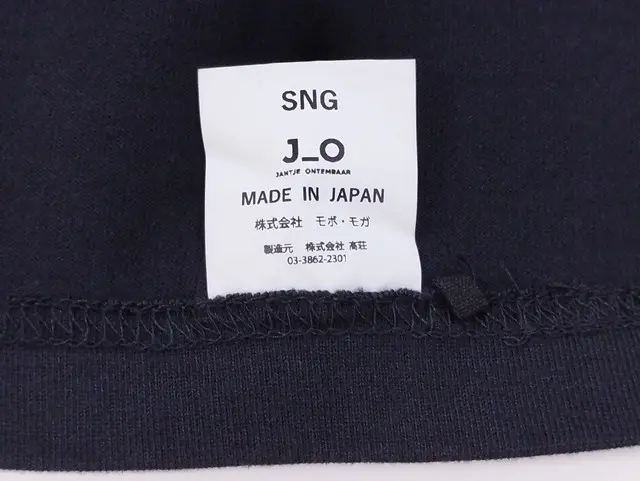 SNG
J_O
JANTJE ONTEMBAAR
MADE IN JAPAN
株式会社 モボ・モガ
製造元 株式会社 高荘
03-3862-2301